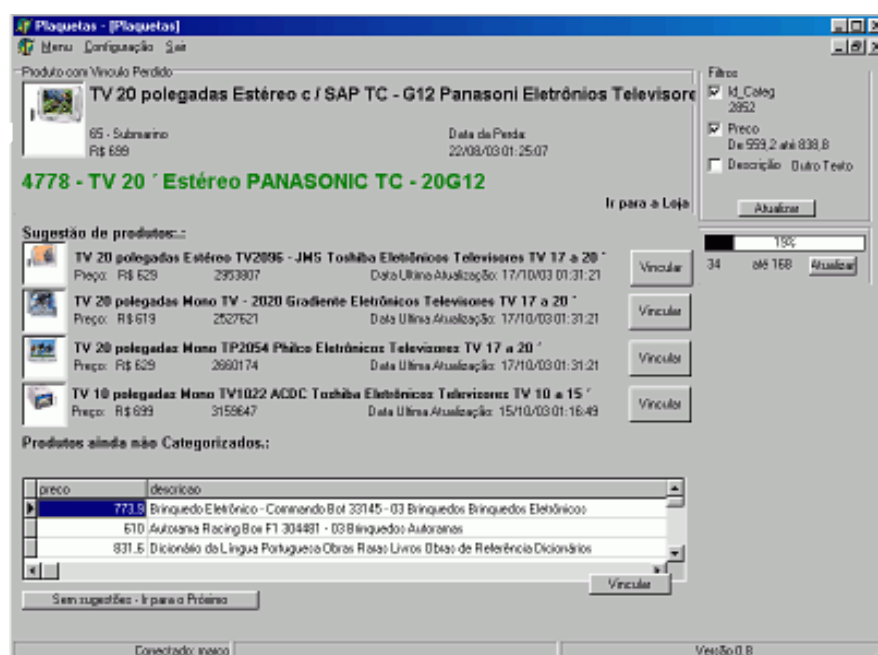 Plaquetas - [Plaquetas]
Menu Configuração Sair
Produto com Vinculo Perdido
TV 20 polegadas Estéreo c / SAP TC - G12 Panasoni Eletrônios Televisore
65 - Submarino
Data da Perda:
R$ 699
22/08/03 01:25:07
4778 - TV 20 ´ Estéreo PANASONIC TC - 20G12
Ir para a Loja
Sugestão de produtos:.:
TV 20 polegadas Estéreo TV2096 - JMS Toshiba Eletrônicos Televisores TV 17 a 20 ´
Preço: R$ 629 2953807 Data Ultima Atualização: 17/10/03 01:31:21
Vincular
TV 20 polegadas Mono TV - 2020 Gradiente Eletrônicos Televisores TV 17 a 20 ´
Preço: R$ 619 2527621 Data Ultima Atualização: 17/10/03 01:31:21
Vincular
TV 20 polegadas Mono TP2054 Philco Eletrônicos Televisores TV 17 a 20 ´
Preço: R$ 629 2660174 Data Ultima Atualização: 17/10/03 01:31:21
Vincular
TV 10 polegadas Mono TV1022 ACDC Toshiba Eletrônicos Televisores TV 10 a 15 ´
Preço: R$ 699 3159647 Data Ultima Atualização: 15/10/03 01:16:49
Vincular
Produtos ainda não Categorizados.:
preco descricao
773.9 Brinquedo Eletrônico - Commando Bot 33145 - 03 Brinquedos Brinquedos Eletrônicos
610 Autorama Racing Box F1 304481 - 03 Brinquedos Autoramas
831.6 Dicionário da Língua Portuguesa Obras Raras Livros Obras de Referência Dicionários
Vincular
Sem sugestões - Ir para o Próximo
Filtros
Id_Categ
2852
Preco
De 559,2 até 838,8
Descrição Outro Texto
Atualizar
19%
34 até 168 Atualizar
Conectado: marco
Versão 0.8